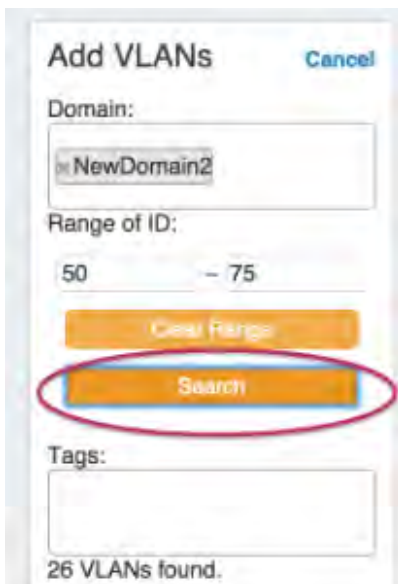 Add VLANs Cancel
Domain:
× NewDomain2
Range of ID:
50 – 75
Clear Range
Search
Tags:
26 VLANs found.